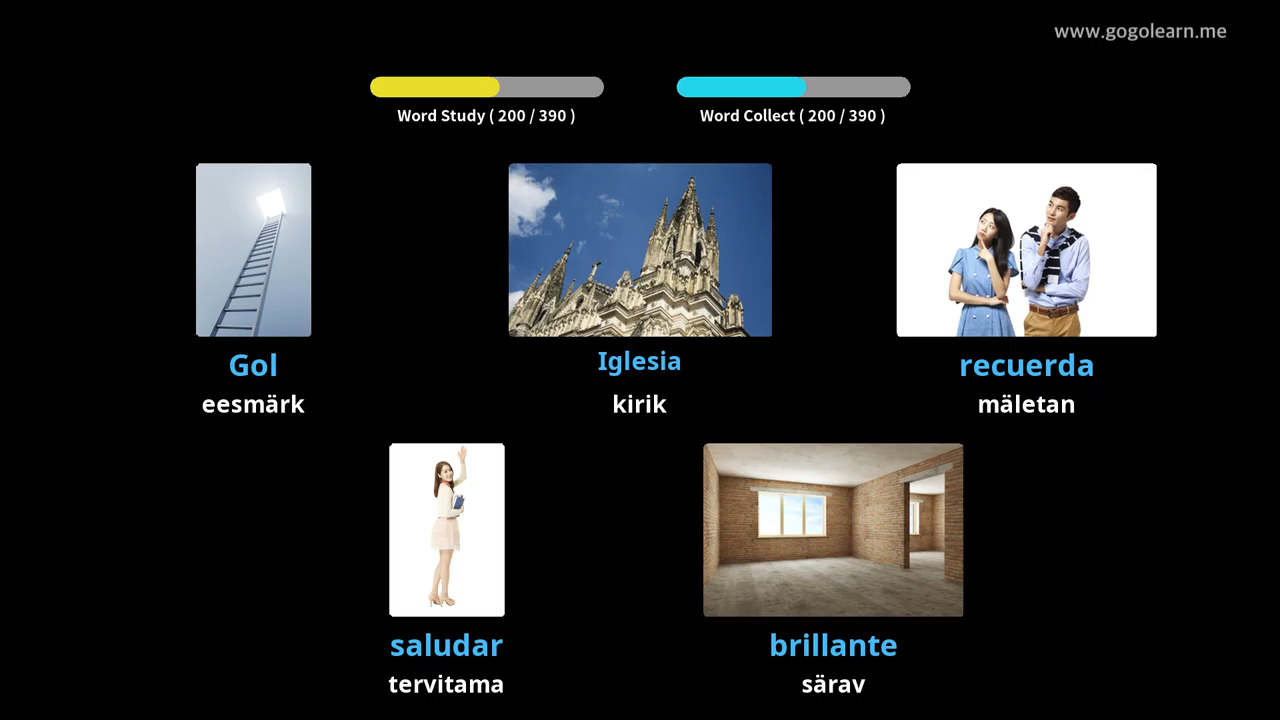 www.gogolearn.me
Word Study ( 200 / 390 )
Word Collect ( 200 / 390 )
Gol
eesmärk
Iglesia
kirik
recuerda
mäletan
saludar
tervitama
brillante
särav